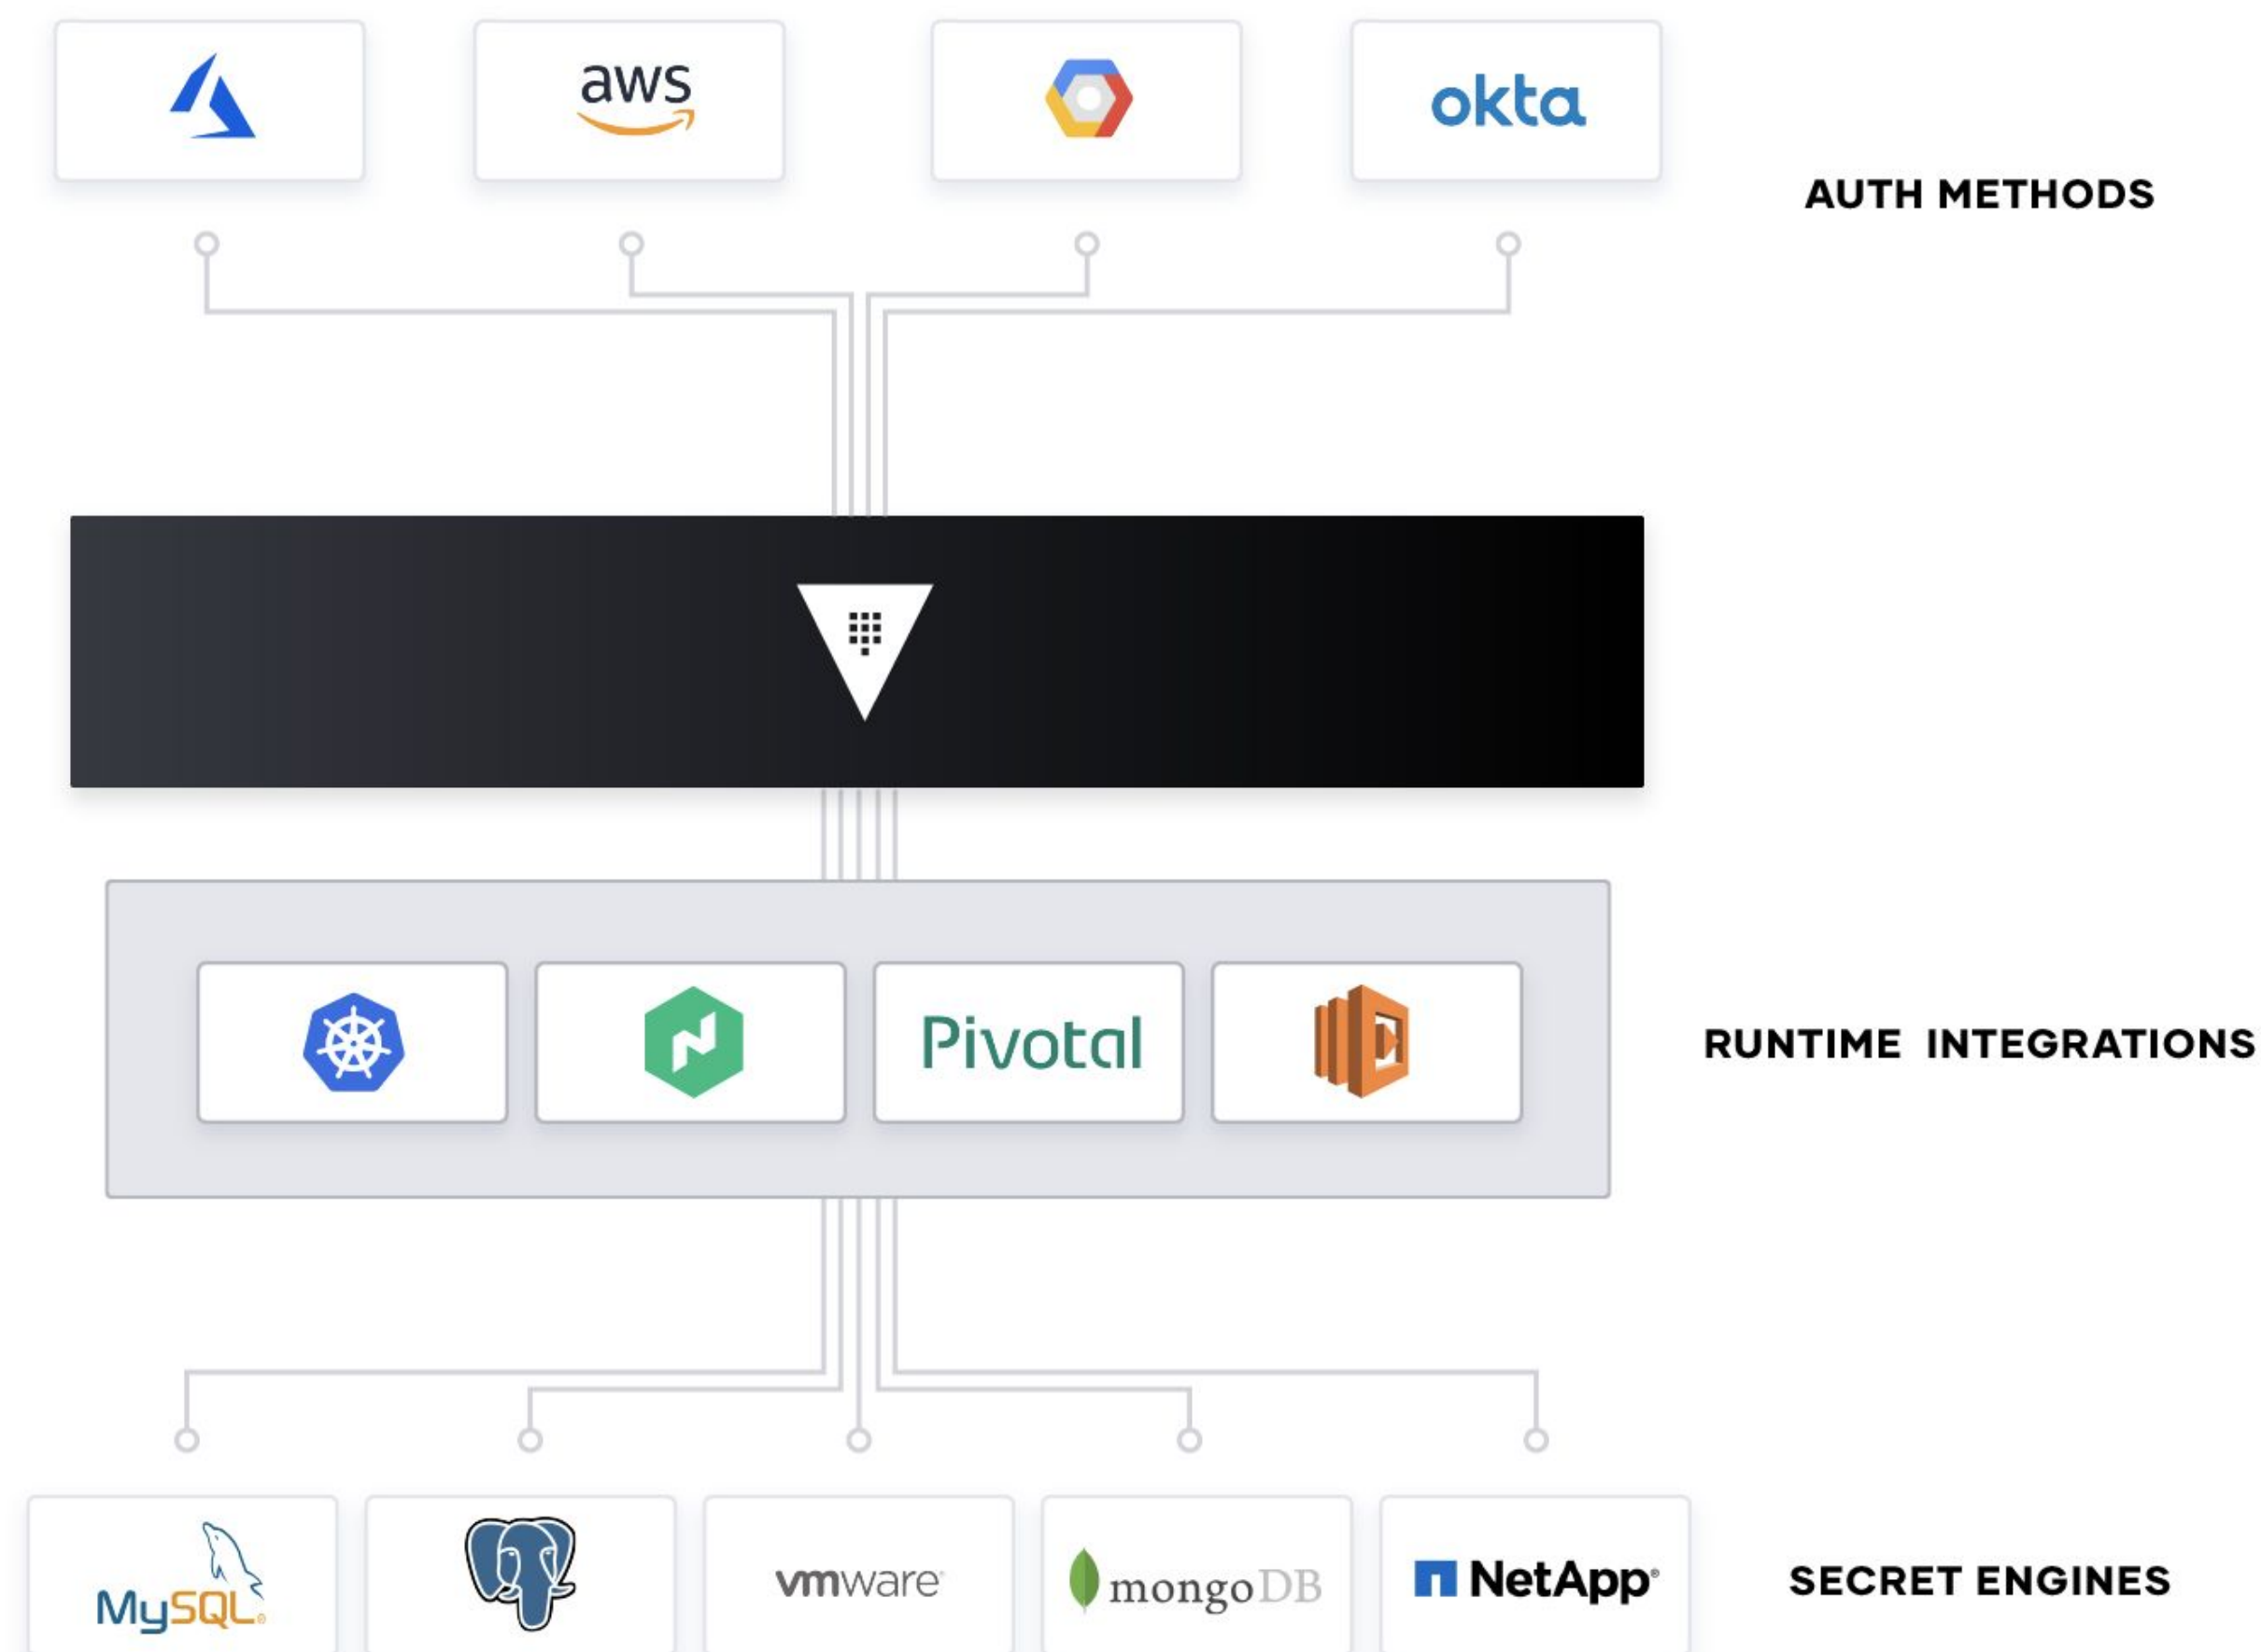 aws
okta
AUTH METHODS
Pivotal
RUNTIME INTEGRATIONS
MySQL®
vmware®
mongoDB
NetApp®
SECRET ENGINES